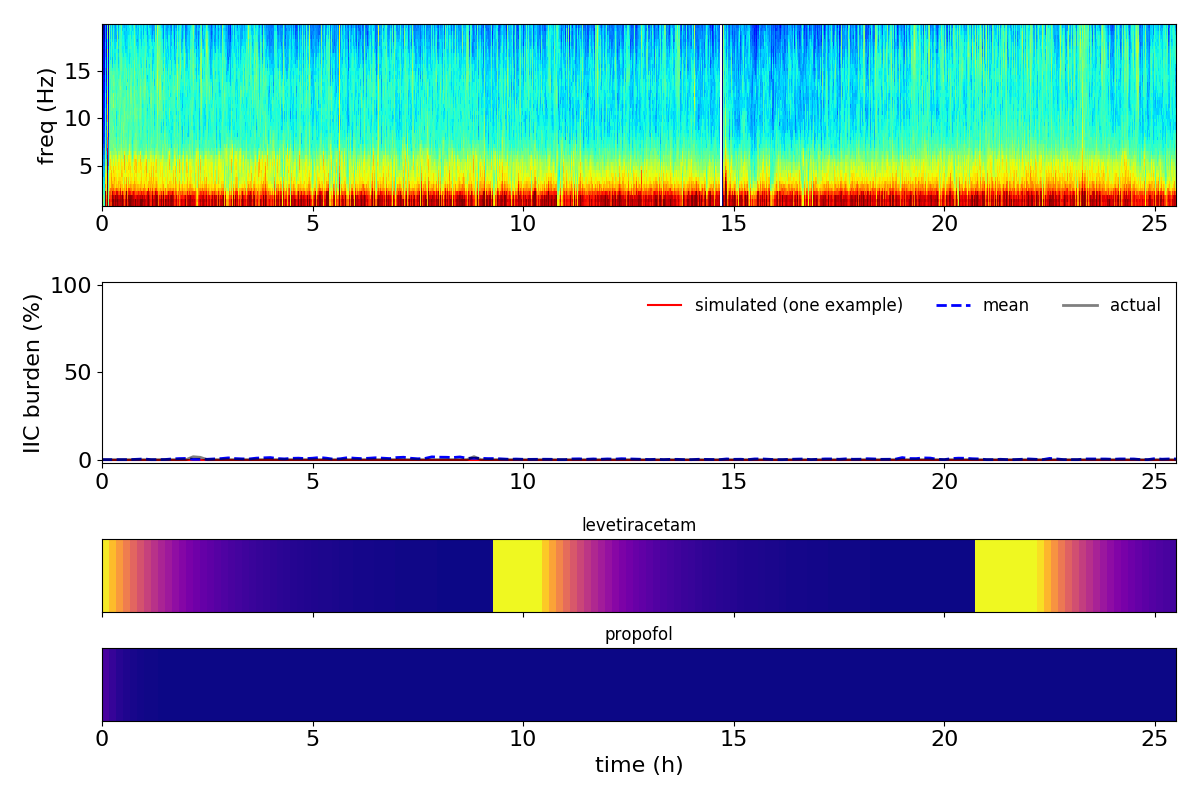 freq (Hz)
15
10
5
0 5 10 15 20 25
IIC burden (%)
100
50
0
simulated (one example) mean actual
0 5 10 15 20 25
levetiracetam
propofol
0 5 10 15 20 25
time (h)